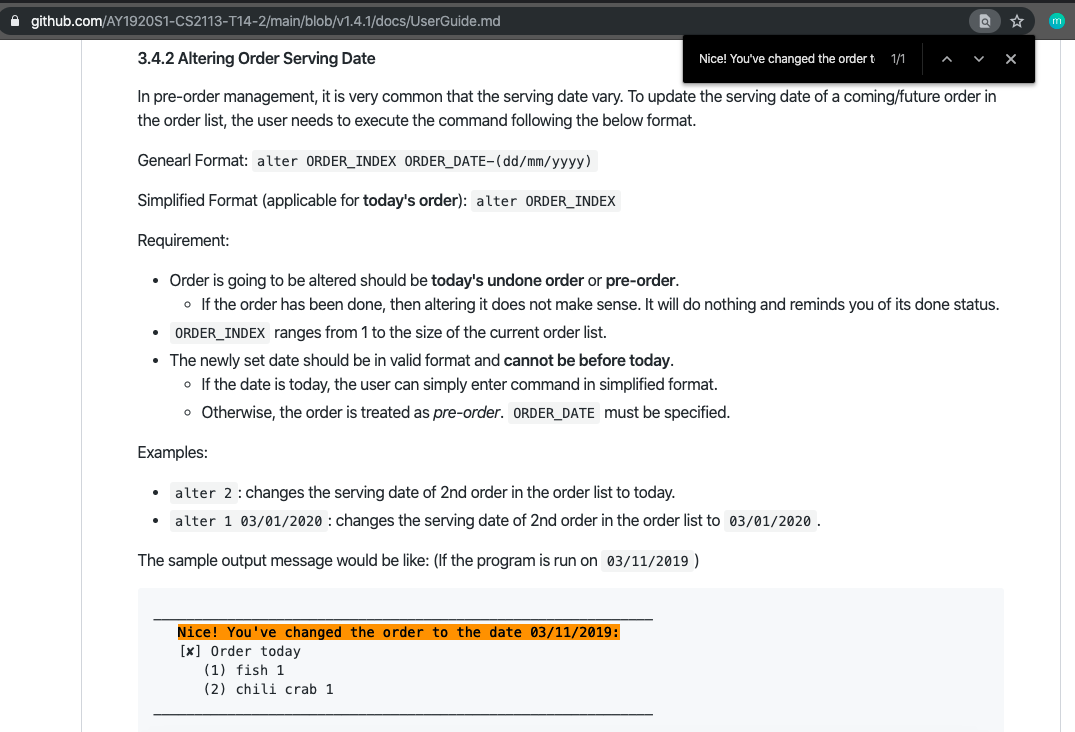 github.com/AY1920S1-CS2113-T14-2/main/blob/v1.4.1/docs/UserGuide.md
m
Nice! You've changed the order t
1/1
3.4.2 Altering Order Serving Date
In pre-order management, it is very common that the serving date vary. To update the serving date of a coming/future order in
the order list, the user needs to execute the command following the below format.
Genearl Format: alter ORDER_INDEX ORDER_DATE-(dd/mm/yyyy)
Simplified Format (applicable for today's order): alter ORDER_INDEX
Requirement:
• Order is going to be altered should be today's undone order or pre-order.
◦ If the order has been done, then altering it does not make sense. It will do nothing and reminds you of its done status.
• ORDER_INDEX ranges from 1 to the size of the current order list.
• The newly set date should be in valid format and cannot be before today.
◦ If the date is today, the user can simply enter command in simplified format.
◦ Otherwise, the order is treated as pre-order. ORDER_DATE must be specified.
Examples:
• alter 2 : changes the serving date of 2nd order in the order list to today.
• alter 1 03/01/2020 : changes the serving date of 2nd order in the order list to 03/01/2020 .
The sample output message would be like: (If the program is run on 03/11/2019 )
Nice! You've changed the order to the date 03/11/2019:
[✘] Order today
(1) fish 1
(2) chili crab 1